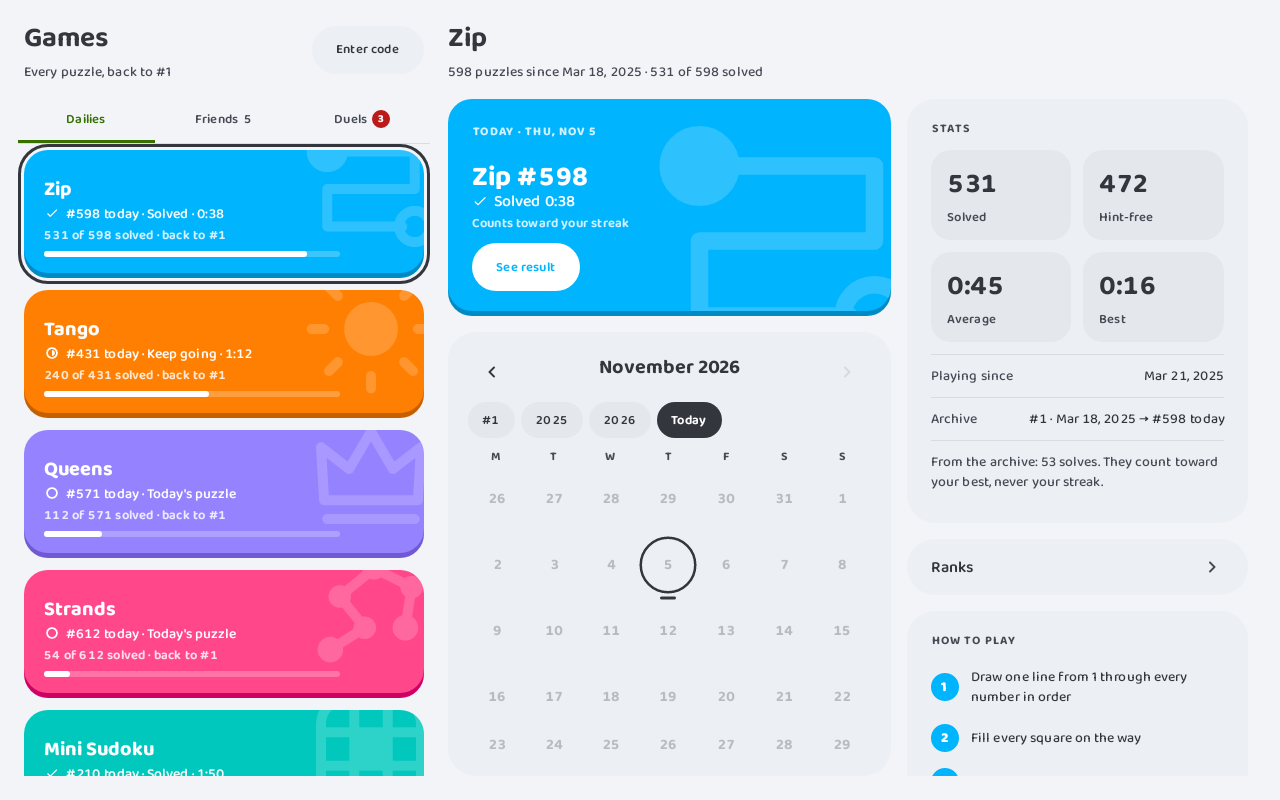 Games
Every puzzle, back to #1
Enter code
Dailies
Friends 5
Duels 3
Zip
#598 today · Solved · 0:38
531 of 598 solved · back to #1
Tango
#431 today · Keep going · 1:12
240 of 431 solved · back to #1
Queens
#571 today · Today's puzzle
112 of 571 solved · back to #1
Strands
#612 today · Today's puzzle
54 of 612 solved · back to #1
Mini Sudoku
#210 today · Solved · 1:50
Zip
598 puzzles since Mar 18, 2025 · 531 of 598 solved
TODAY · THU, NOV 5
Zip #598
Solved 0:38
Counts toward your streak
See result
November 2026
#1 2025 2026 Today
M T W T F S S
26 27 28 29 30 31 1
2 3 4 5 6 7 8
9 10 11 12 13 14 15
16 17 18 19 20 21 22
23 24 25 26 27 28 29
STATS
531
Solved
472
Hint-free
0:45
Average
0:16
Best
Playing since Mar 21, 2025
Archive #1 · Mar 18, 2025 → #598 today
From the archive: 53 solves. They count toward
your best, never your streak.
Ranks
HOW TO PLAY
1 Draw one line from 1 through every
number in order
2 Fill every square on the way